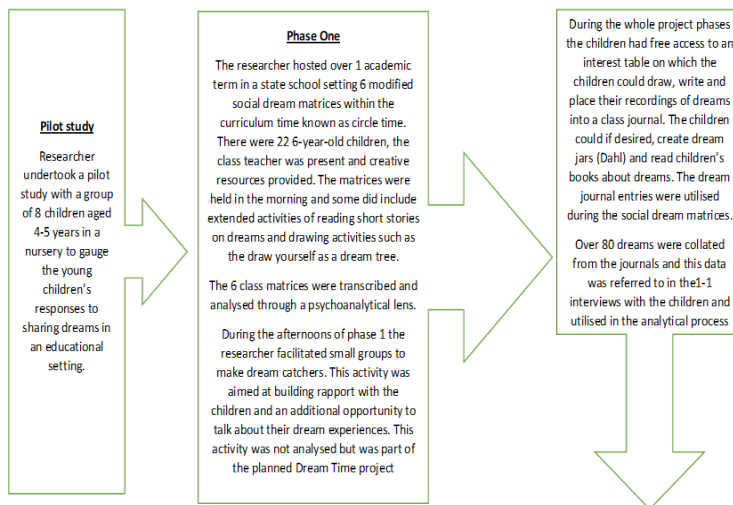 Pilot study
Researcher
undertook a pilot
study with a group
of 8 children aged
4-5 years in a
nursery to gauge
the young
children's
responses to
sharing dreams in
an educational
setting.
Phase One
The researcher hosted over 1 academic
term in a state school setting 6 modified
social dream matrices within the
curriculum time known as circle time.
There were 22 6-year-old children, the
class teacher was present and creative
resources provided. The matrices were
held in the morning and some did include
extended activities of reading short stories
on dreams and drawing activities such as
the draw yourself as a dream tree.
The 6 class matrices were transcribed and
analysed through a psychoanalytical lens.
During the afternoons of phase 1 the
researcher facilitated small groups to
make dream catchers. This activity was
aimed at building rapport with the
children and an additional opportunity to
talk about their dream experiences. This
activity was not analysed but was part of
the planned Dream Time project
During the whole project phases
the children had free access to an
interest table on which the
children could draw, write and
place their recordings of dreams
into a class journal. The children
could if desired, create dream
jars (Dahl) and read children's
books about dreams. The dream
journal entries were utilised
during the social dream matrices.
Over 80 dreams were collated
from the journals and this data
was referred to in the1-1
interviews with the children and
utilised in the analytical process